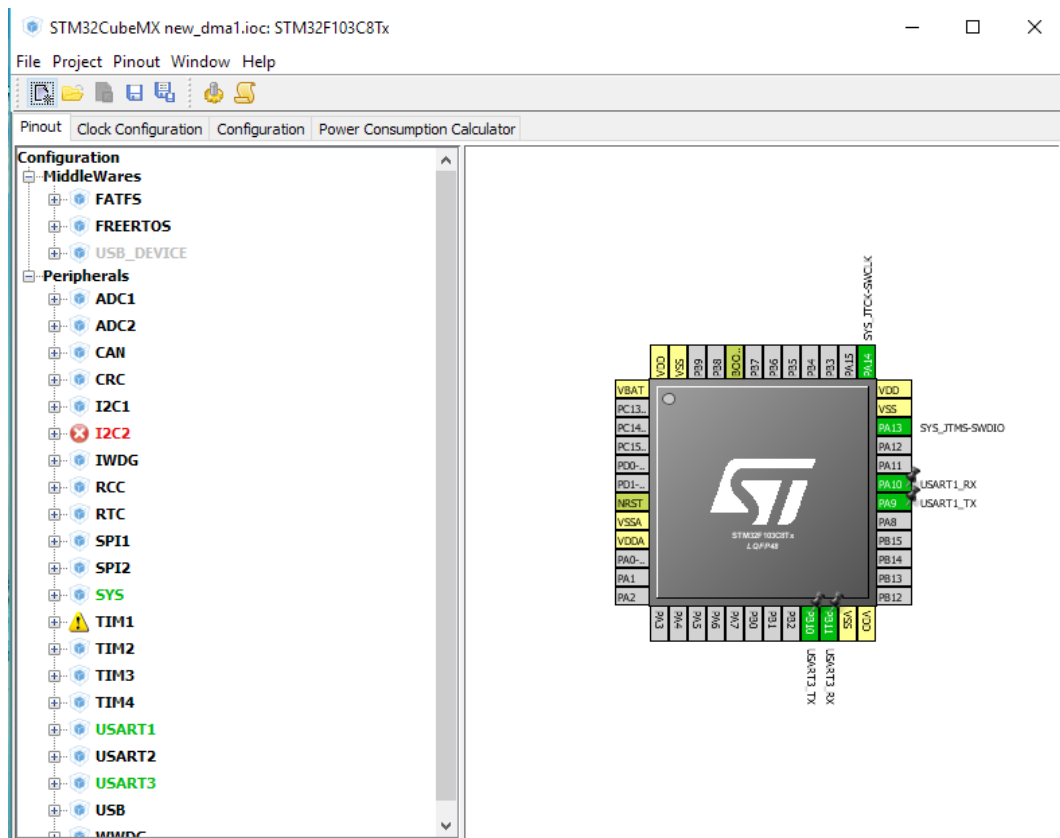 STM32CubeMX new_dma1.ioc: STM32F103C8Tx
File Project Pinout Window Help
Pinout Clock Configuration Configuration Power Consumption Calculator
Configuration
MiddleWares
FATFS
FREERTOS
USB_DEVICE
Peripherals
ADC1
ADC2
CAN
CRC
I2C1
I2C2
IWDG
RCC
RTC
SPI1
SPI2
SYS
TIM1
TIM2
TIM3
TIM4
USART1
USART2
USART3
USB
WWDG
SYS_JTCK-SWCLK
VDD VSS PB9 PB8 BOO.. PB7 PB6 PB5 PB4 PB3 PA15 PA14
VBAT
PC13..
PC14..
PC15..
PD0-..
PD1-..
NRST
VSSA
VDDA
PA0-..
PA1
PA2
ST
STM32F103C8Tx
LQFP48
VDD
VSS
PA13 SYS_JTMS-SWDIO
PA12
PA11
PA10 USART1_RX
PA9 USART1_TX
PA8
PB15
PB14
PB13
PB12
PA3 PA4 PA5 PA6 PA7 PB0 PB1 PB2 PB10 PB11 VSS VDD
USART3_TX
USART3_RX